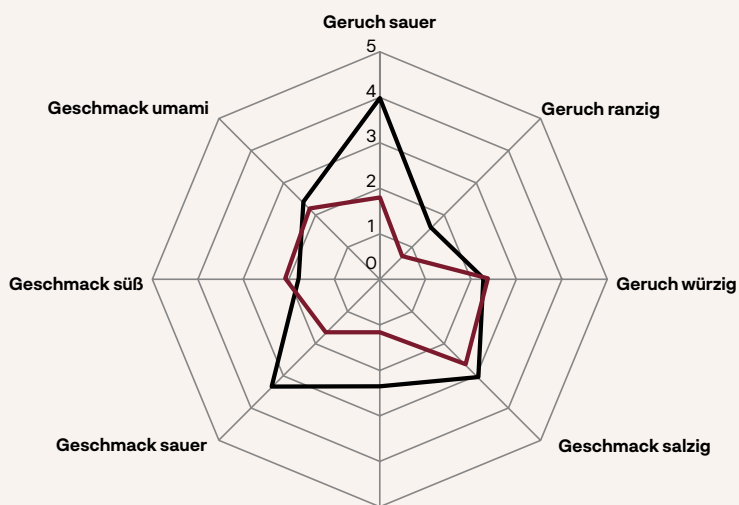 Geruch sauer
5
Geschmack umami
Geruch ranzig
4
3
2
1
0
Geschmack süß
Geruch würzig
Geschmack sauer
Geschmack salzig